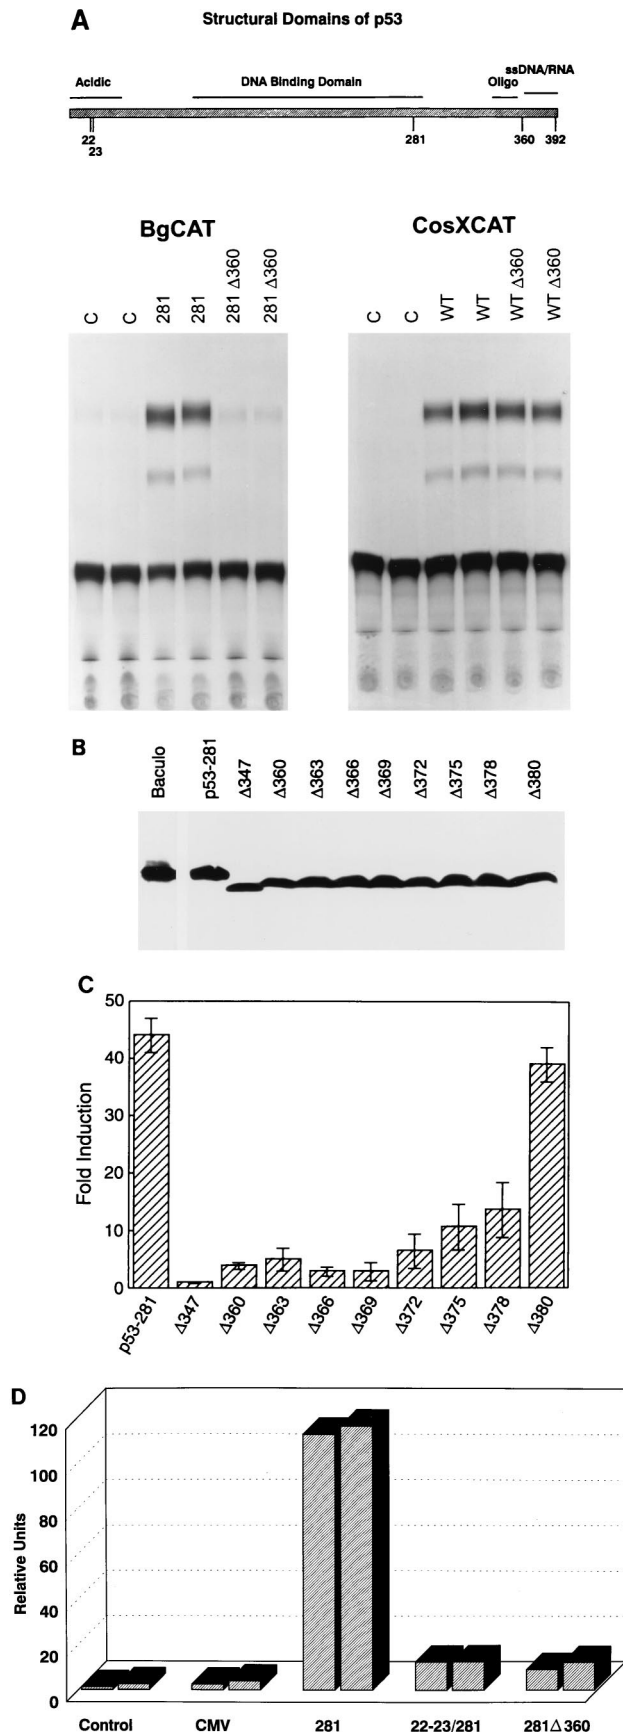 A
Structural Domains of p53
ssDNA/RNA
Acidic DNA Binding Domain Oligo
22 281 360 392
23
BgCAT
C C 281 281 281 Δ360 281 Δ360
CosXCAT
C C WT WT WT Δ360 WT Δ360
B
Baculo p53-281 Δ347 Δ360 Δ363 Δ366 Δ369 Δ372 Δ375 Δ378 Δ380
C
Fold Induction
50
40
30
20
10
0
p53-281 Δ347 Δ360 Δ363 Δ366 Δ369 Δ372 Δ375 Δ378 Δ380
D
Relative Units
120
100
80
60
40
20
0
Control CMV 281 22-23/281 281Δ360